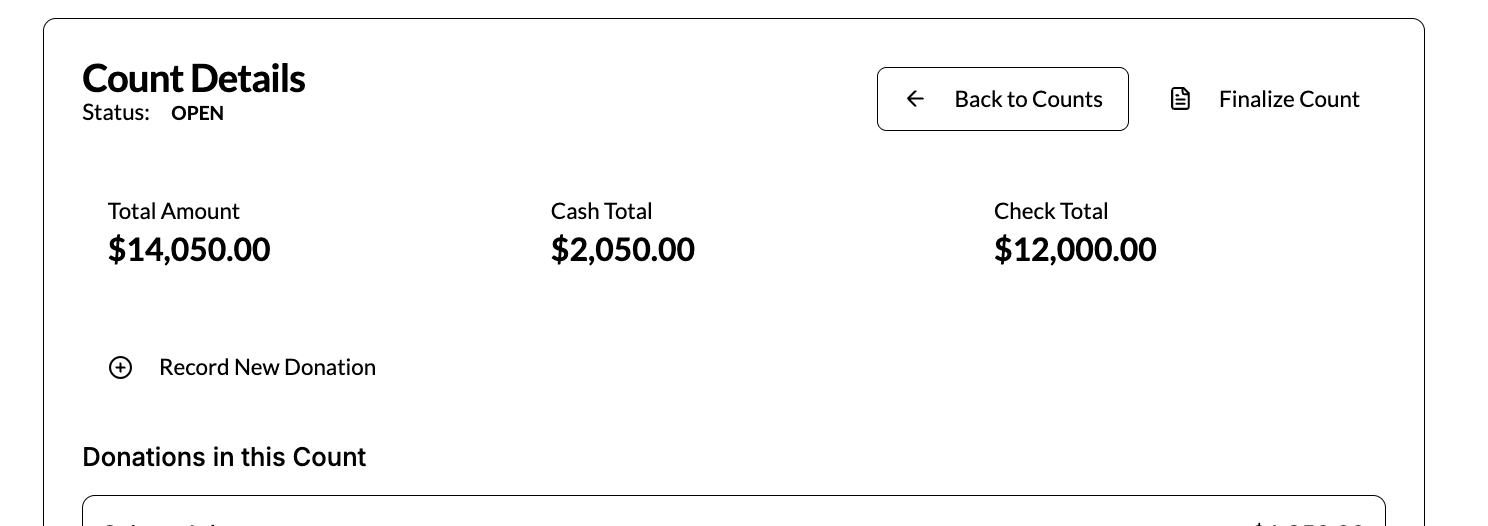 Count Details
Status: OPEN
Back to Counts
Finalize Count
Total Amount
Cash Total
Check Total
$14,050.00
$2,050.00
$12,000.00
Record New Donation
Donations in this Count